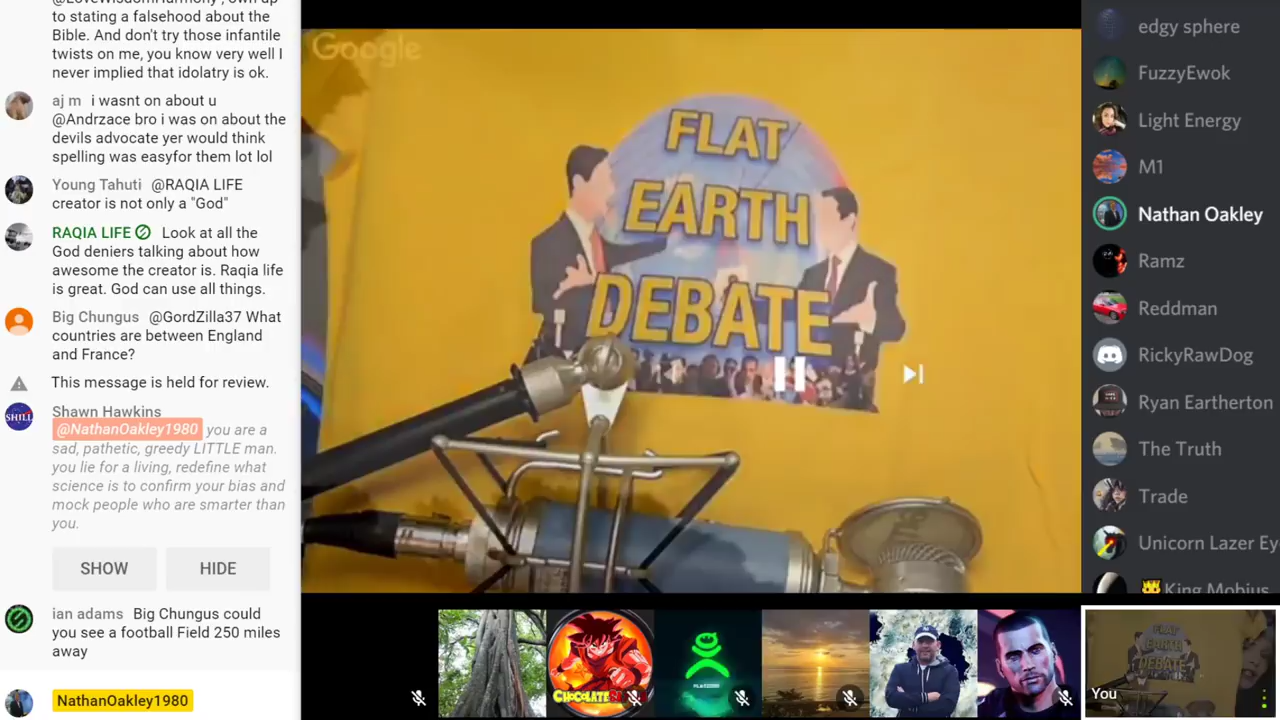 @LoveWisdomHarmony , own up
to stating a falsehood about the
Bible. And don't try those infantile
twists on me, you know very well I
never implied that idolatry is ok.
aj m i wasnt on about u
@Andrzace bro i was on about the
devils advocate yer would think
spelling was easyfor them lot lol
Young Tahuti @RAQIA LIFE
creator is not only a "God"
RAQIA LIFE Look at all the
God deniers talking about how
awesome the creator is. Raqia life
is great. God can use all things.
Big Chungus @GordZilla37 What
countries are between England
and France?
This message is held for review.
Shawn Hawkins
@NathanOakley1980 you are a
sad, pathetic, greedy LITTLE man.
you lie for a living, redefine what
science is to confirm your bias and
mock people who are smarter than
you.
SHOW HIDE
ian adams Big Chungus could
you see a football Field 250 miles
away
NathanOakley1980
SHILL
Google
FLAT
EARTH
DEBATE
CHOCOLATE
edgy sphere
FuzzyEwok
Light Energy
M1
Nathan Oakley
Ramz
Reddman
RickyRawDog
Ryan Eartherton
The Truth
Trade
Unicorn Lazer Ey
King Mobius
FLAT
EARTH
DEBATE
You